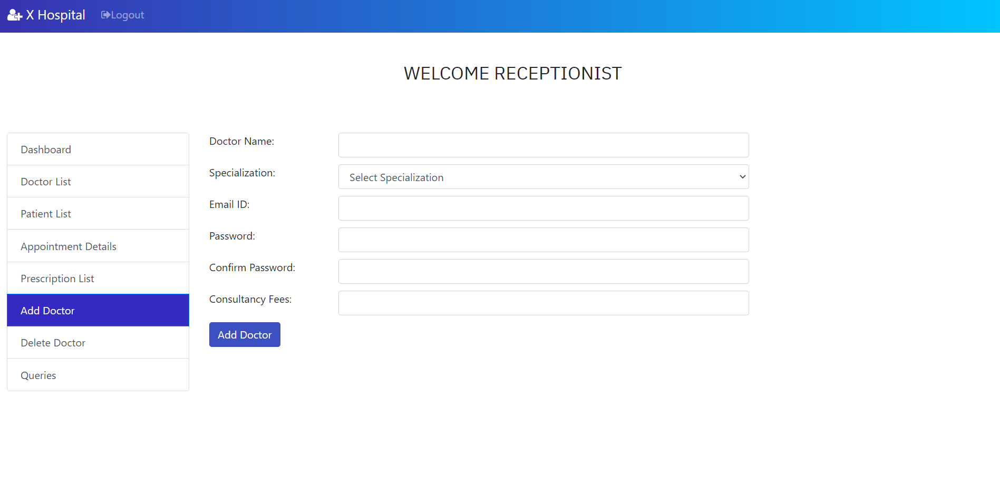 X Hospital Logout
WELCOME RECEPTIONIST
Dashboard
Doctor List
Patient List
Appointment Details
Prescription List
Add Doctor
Delete Doctor
Queries
Doctor Name:
Specialization: Select Specialization
Email ID:
Password:
Confirm Password:
Consultancy Fees:
Add Doctor